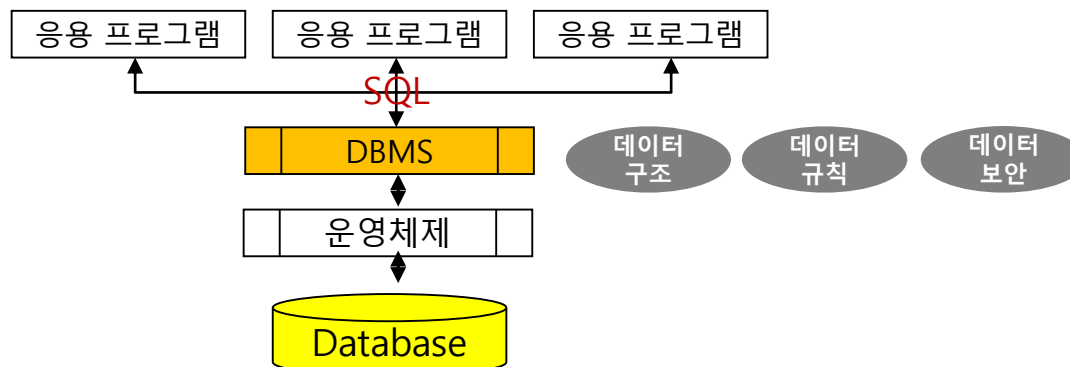 응용 프로그램
응용 프로그램
응용 프로그램
SQL
DBMS
데이터
구조
데이터
규칙
데이터
보안
운영체제
Database